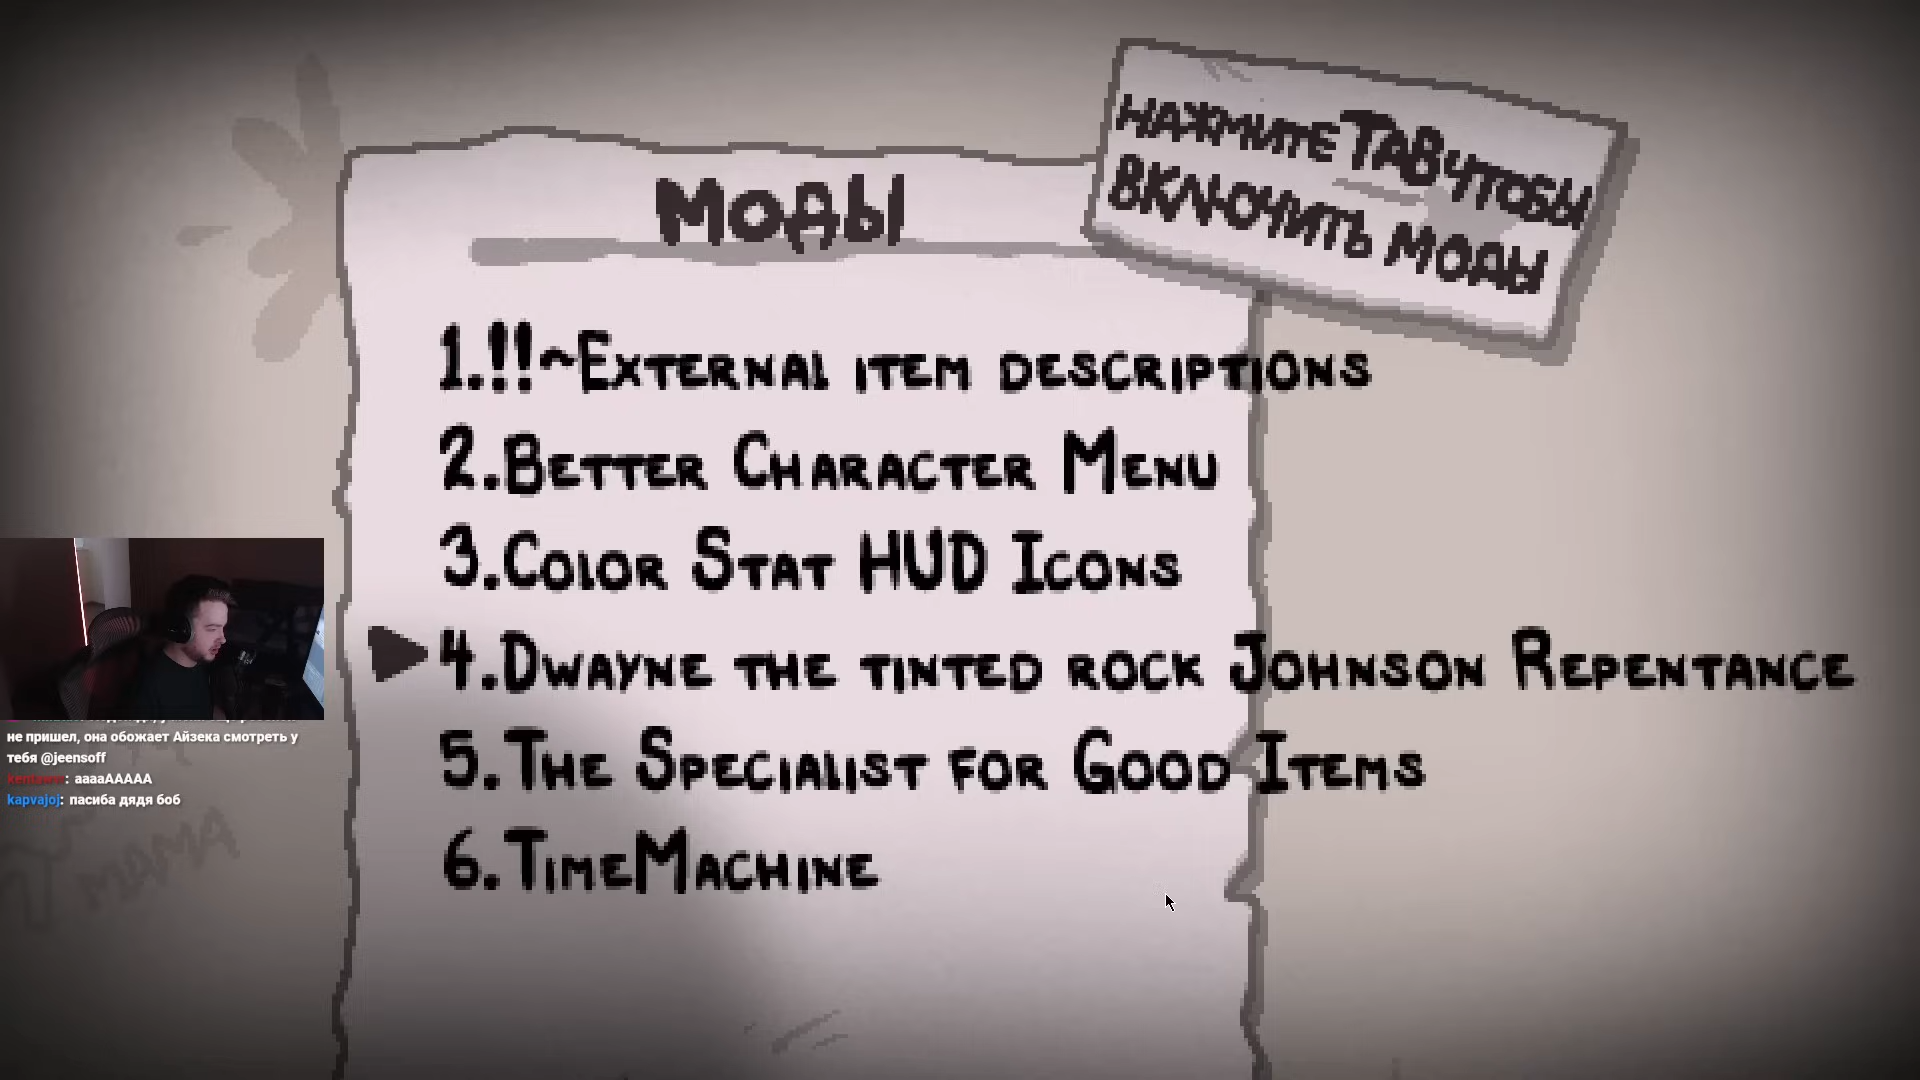 НАЖМИТЕ TAB ЧТОБЫ
ВКЛЮЧИТЬ МОДЫ
МОДЫ
1.!!~External item descriptions
2.Better Character Menu
3.Color Stat HUD Icons
4.Dwayne the tinted rock Johnson Repentance
5.The Specialist for Good Items
6.TimeMachine
не пришел, она обожает Айзека смотреть у
тебя @jeensoff
: ааааААААА
kapvajoj: пасиба дядя боб
МАМА